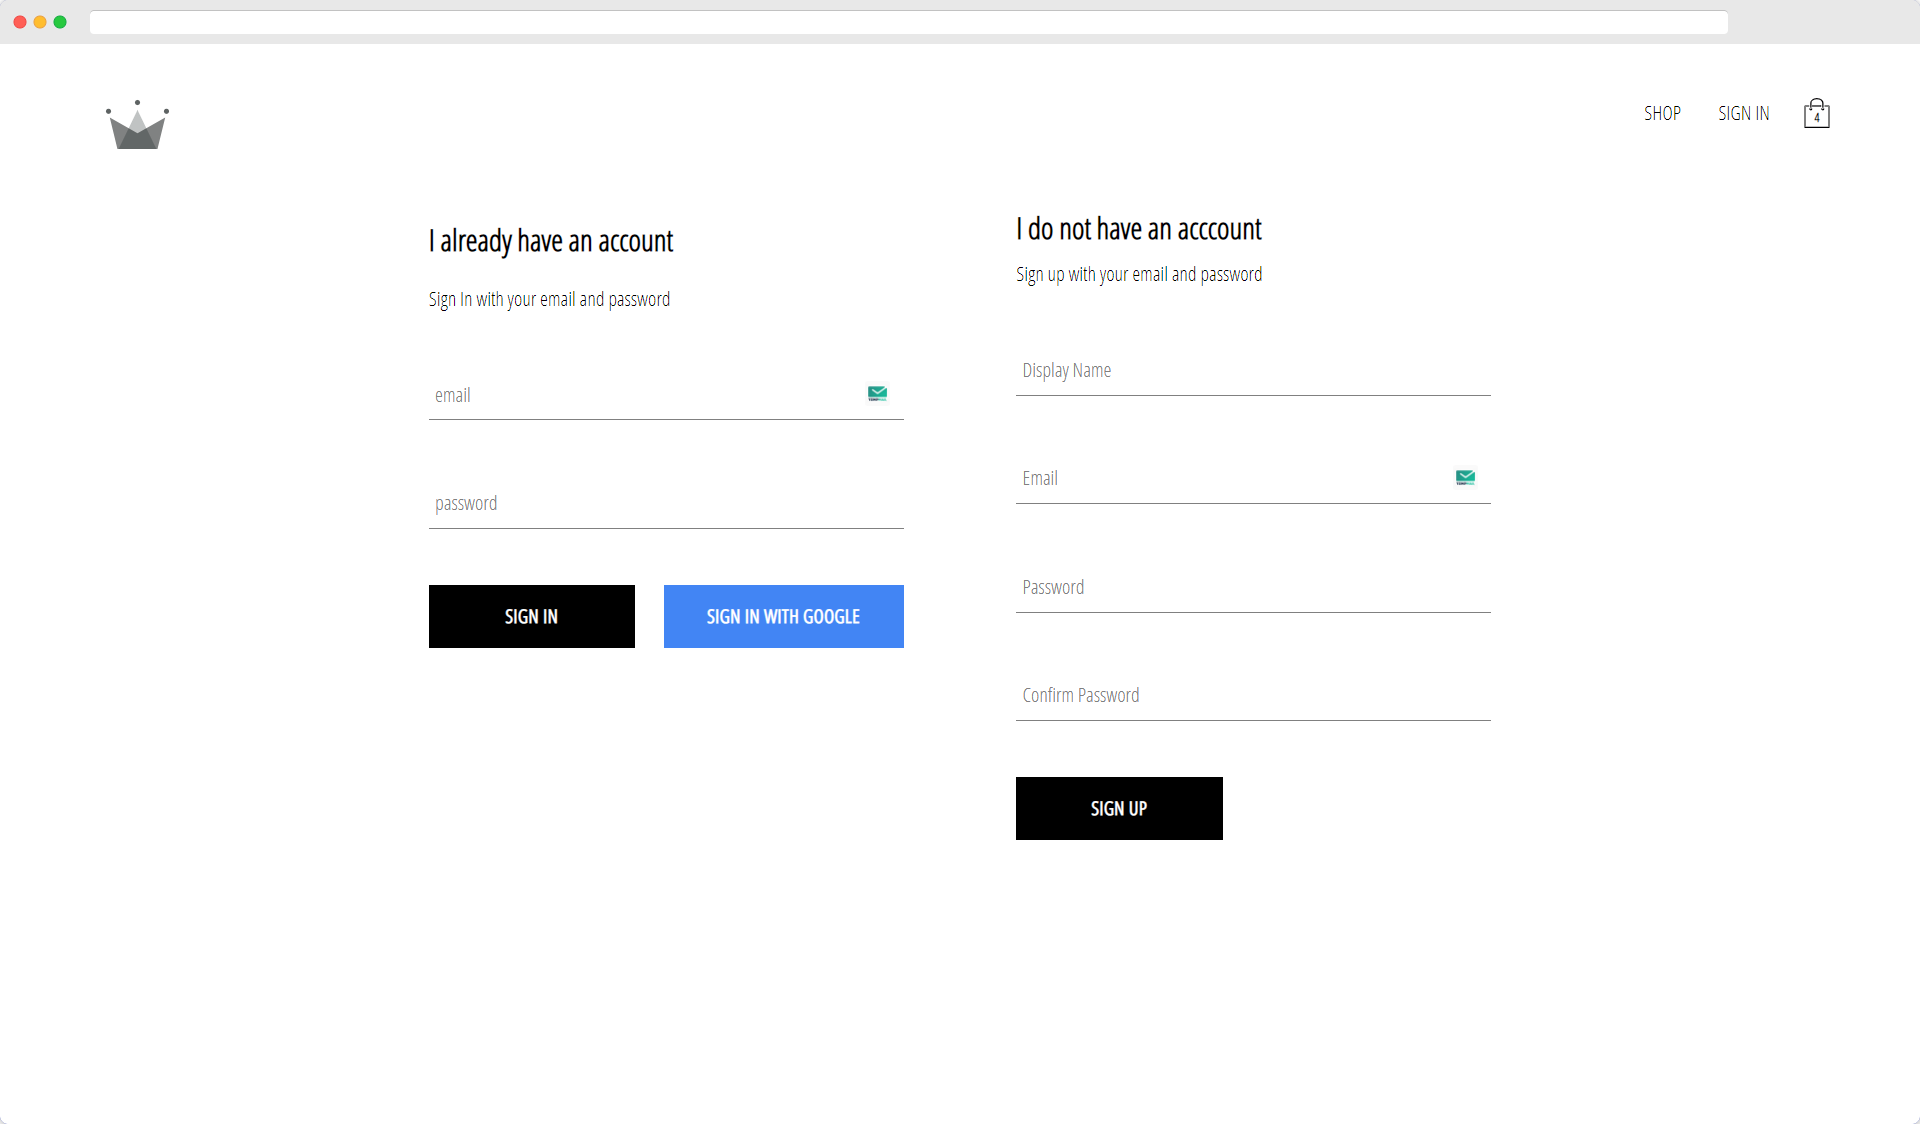 SHOP
SIGN IN
4
I already have an account
Sign In with your email and password
email
password
SIGN IN
SIGN IN WITH GOOGLE
I do not have an acccount
Sign up with your email and password
Display Name
Email
Password
Confirm Password
SIGN UP